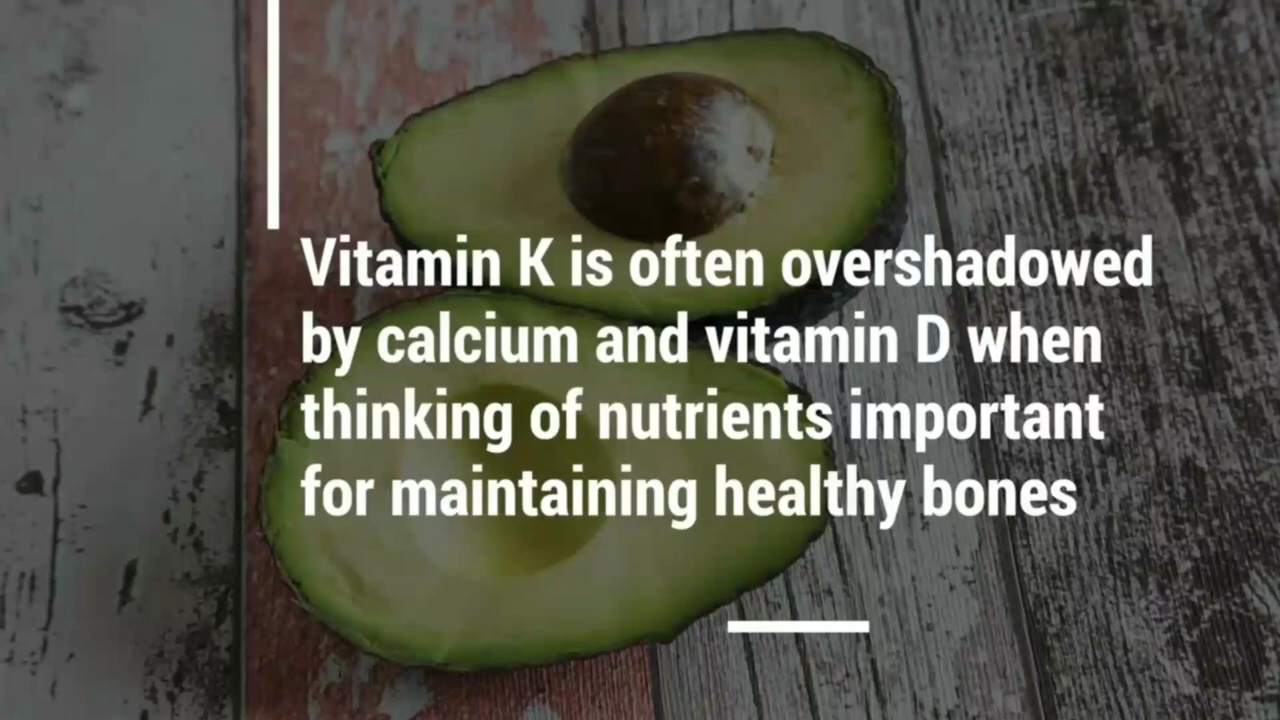 Vitamin K is often overshadowed
by calcium and vitamin D when
thinking of nutrients important
for maintaining healthy bones